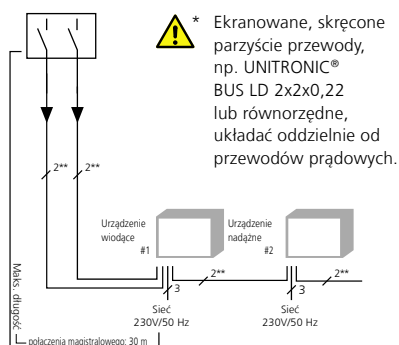 * Ekranowane, skręcone
parzyście przewody,
np. UNITRONIC®
BUS LD 2x2x0,22
lub równorzędne,
układać oddzielnie od
przewodów prądowych.
2** 2**
Urządzenie
wiodące
#1
Urządzenie
nadążne
#2
2** 2**
3 3
Sieć
230V/50 Hz
Sieć
230V/50 Hz
Maks. długość
połączenia magistralowego: 30 m